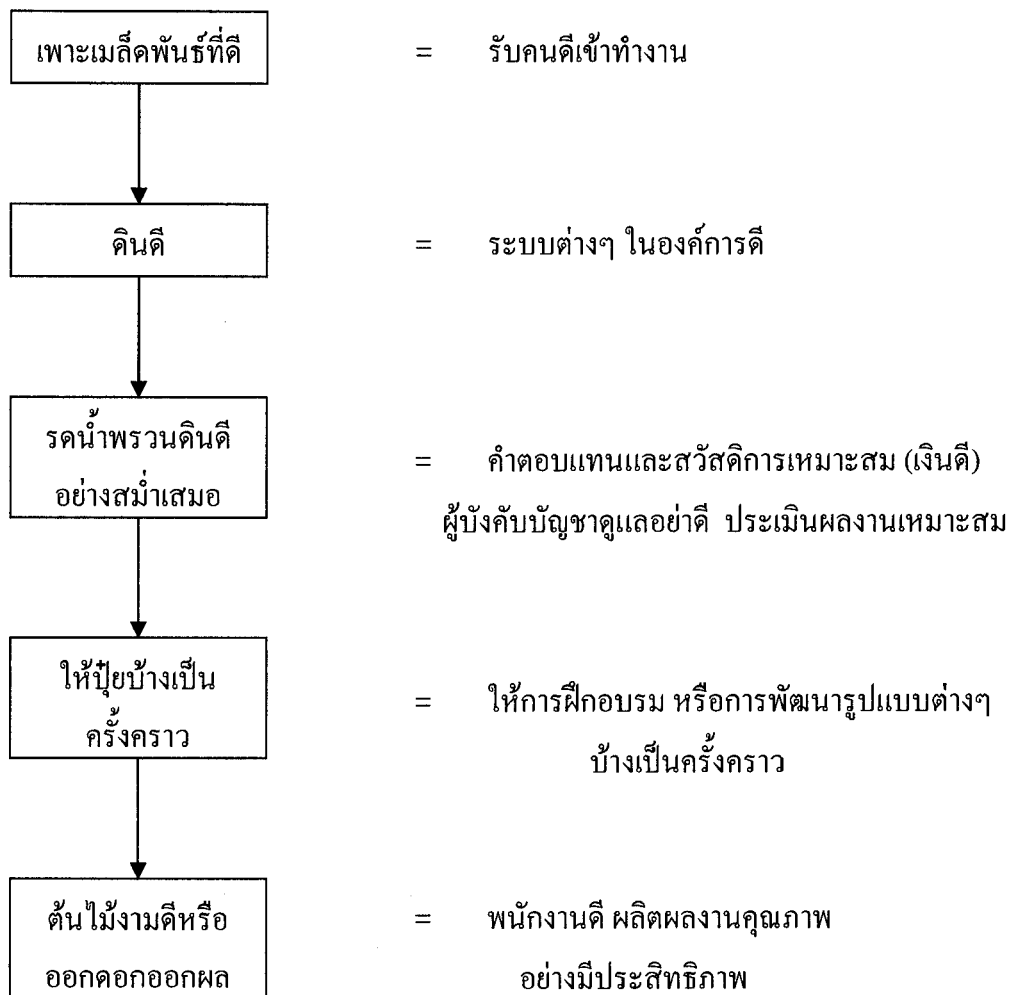 เพาะเมล็ดพันธ์ที่ดี = รับคนดีเข้าทำงาน
ดินดี = ระบบต่างๆ ในองค์การดี
รดน้ำพรวนดินดี
อย่างสม่ำเสมอ
= คำตอบแทนและสวัสดิการเหมาะสม (เงินดี)
ผู้บังคับบัญชาดูแลอย่าดี ประเมินผลงานเหมาะสม
ให้ปุ๋ยบ้างเป็น
ครั้งคราว
= ให้การฝึกอบรม หรือการพัฒนารูปแบบต่างๆ
บ้างเป็นครั้งคราว
ต้นไม้งามดีหรือ
ออกดอกออกผล
= พนักงานดี ผลิตผลงานคุณภาพ
อย่างมีประสิทธิภาพ